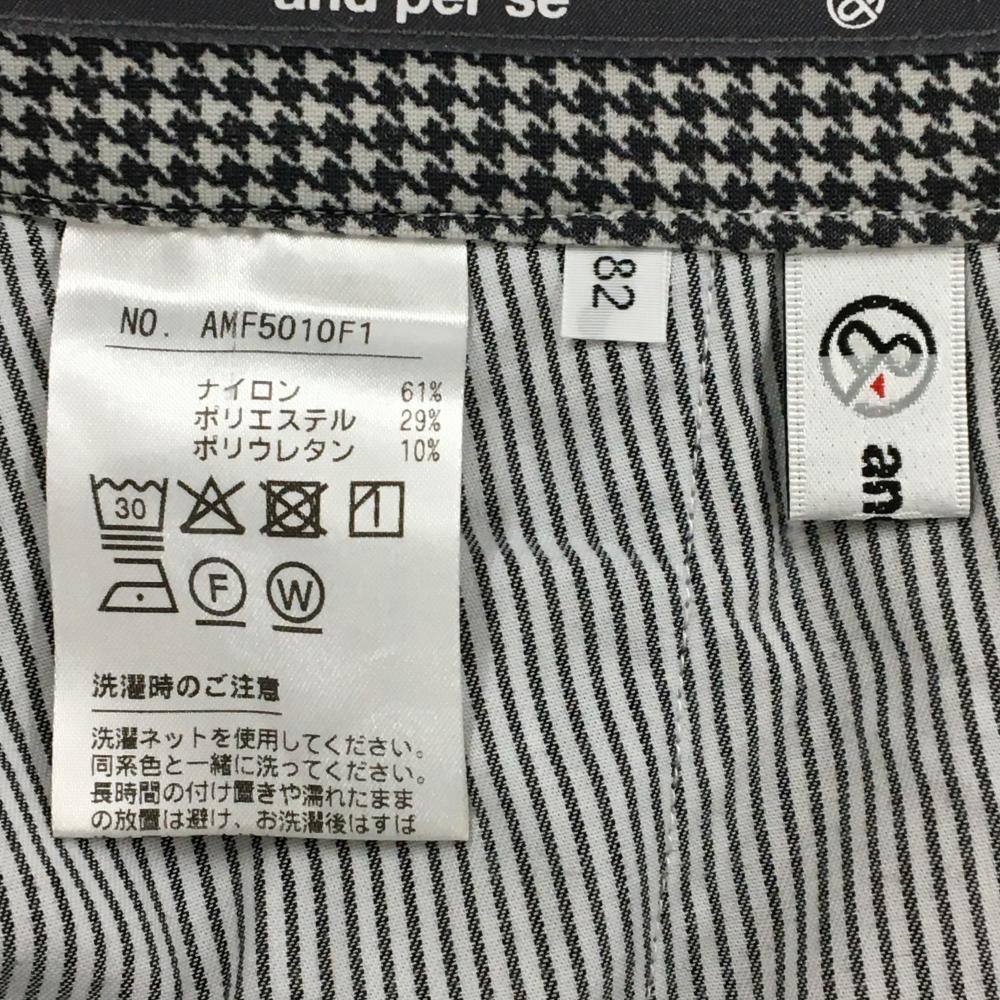 and per se
NO. AMF5010F1
ナイロン 61%
ポリエステル 29%
ポリウレタン 10%
30
F
W
洗濯時のご注意
洗濯ネットを使用してください。
同系色と一緒に洗ってください。
長時間の付け置きや濡れたまま
の放置は避け、お洗濯後はすば
82
an